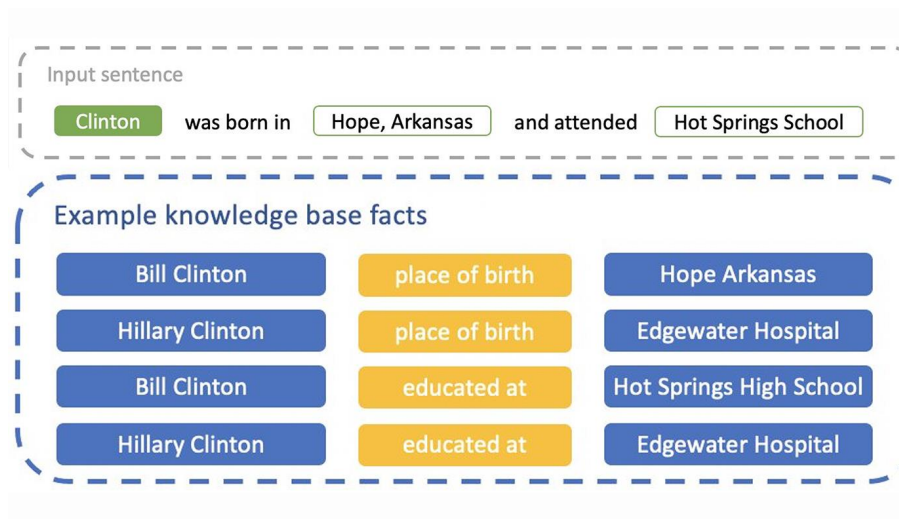 Input sentence
Clinton was born in Hope, Arkansas and attended Hot Springs School
Example knowledge base facts
Bill Clinton place of birth Hope Arkansas
Hillary Clinton place of birth Edgewater Hospital
Bill Clinton educated at Hot Springs High School
Hillary Clinton educated at Edgewater Hospital